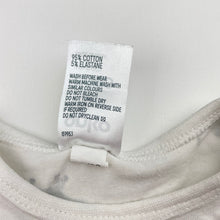 95% COTTON
5% ELASTANE
WASH BEFORE WEAR
WARM MACHINE WASH WITH
SIMILAR COLOURS
DO NOT BLEACH
DO NOT TUMBLE DRY
WARM IRON ON REVERSE SIDE
IF REQUIRED
DO NOT DRYCLEAN